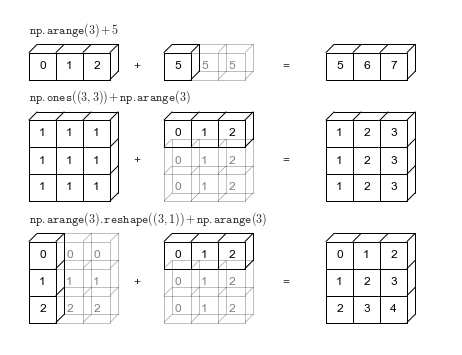 np.arange(3)+5
0 1 2 + 5 5 5 = 5 6 7
np.ones((3,3))+np.arange(3)
1 1 1 0 1 2 1 2 3
1 1 1 + 0 1 2 = 1 2 3
1 1 1 0 1 2 1 2 3
np.arange(3).reshape((3,1))+np.arange(3)
0 0 0 0 1 2 0 1 2
1 1 1 + 0 1 2 = 1 2 3
2 2 2 0 1 2 2 3 4